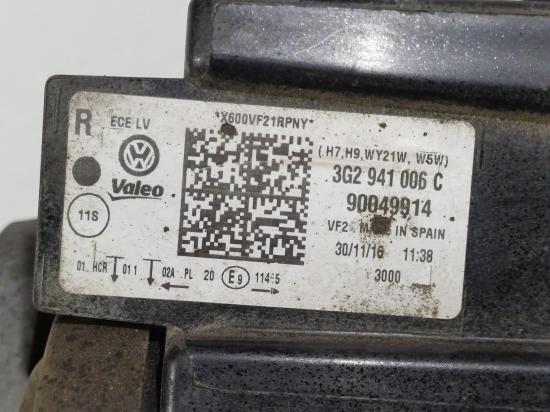 R ECE LV *X600VF21RPNY*
(H7,H9,WY21W, W5W)
Valeo
3G2 941 006 C
90049914
11S
VF2 IN SPAIN
30/11/16 11:38
3000
01 HCR 011 02A PL 20 E9